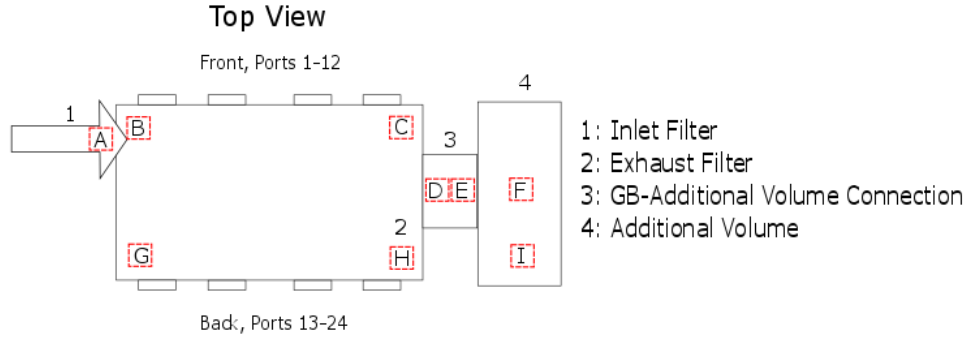 Top View
Front, Ports 1-12
4
1
A
B
C
3
1: Inlet Filter
2: Exhaust Filter
D
E
F
3: GB-Additional Volume Connection
2
4: Additional Volume
G
H
I
Back, Ports 13-24